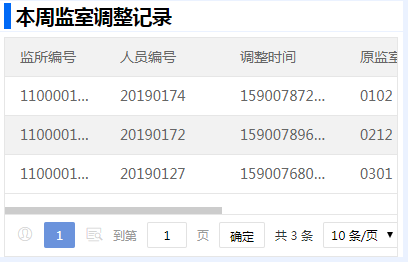 本周监室调整记录
监所编号 人员编号 调整时间 原监室
1100001... 20190174 159007872... 0102
1100001... 20190172 159007896... 0212
1100001... 20190127 159007680... 0301
1 到第 1 页 确定 共 3 条 10 条/页